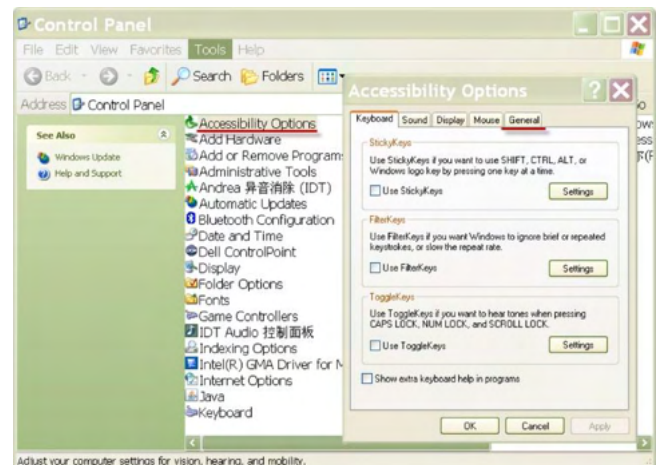 Control Panel
File Edit View Favorites Tools Help
Back Search Folders
Address Control Panel
See Also
Windows Update
Help and Support
Accessibility Options
Add Hardware
Add or Remove Program
Administrative Tools
Andrea 异音消除 (IDT)
Automatic Updates
Bluetooth Configuration
Date and Time
Dell ControlPoint
Display
Folder Options
Fonts
Game Controllers
IDT Audio 控制面板
Indexing Options
Intel(R) GMA Driver for M
Internet Options
Java
Keyboard
Adjust your computer settings for vision, hearing, and mobility.
Accessibility Options
Keyboard Sound Display Mouse General
StickyKeys
Use StickyKeys if you want to use SHIFT, CTRL, ALT, or
Windows logo key by pressing one key at a time.
Use StickyKeys Settings
FilterKeys
Use FilterKeys if you want Windows to ignore brief or repeated
keystrokes, or slow the repeat rate.
Use FilterKeys Settings
ToggleKeys
Use ToggleKeys if you want to hear tones when pressing
CAPS LOCK, NUM LOCK, and SCROLL LOCK.
Use ToggleKeys Settings
Show extra keyboard help in programs
OK Cancel Apply